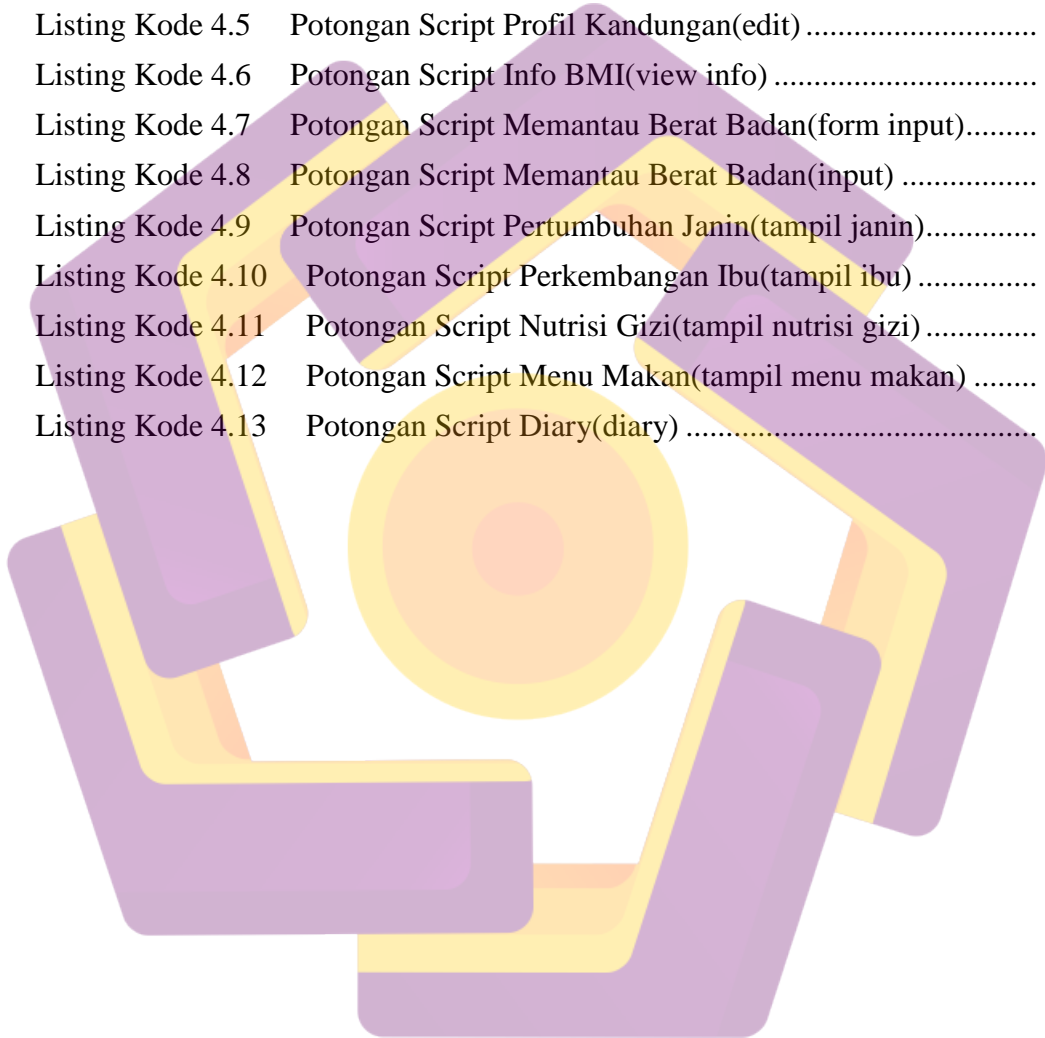 Listing Kode 4.5 Potongan Script Profil Kandungan(edit) ............................
Listing Kode 4.6 Potongan Script Info BMI(view info) ................................
Listing Kode 4.7 Potongan Script Memantau Berat Badan(form input).........
Listing Kode 4.8 Potongan Script Memantau Berat Badan(input) ................
Listing Kode 4.9 Potongan Script Pertumbuhan Janin(tampil janin)..............
Listing Kode 4.10 Potongan Script Perkembangan Ibu(tampil ibu) ...............
Listing Kode 4.11 Potongan Script Nutrisi Gizi(tampil nutrisi gizi) ..............
Listing Kode 4.12 Potongan Script Menu Makan(tampil menu makan) ........
Listing Kode 4.13 Potongan Script Diary(diary) ...........................................